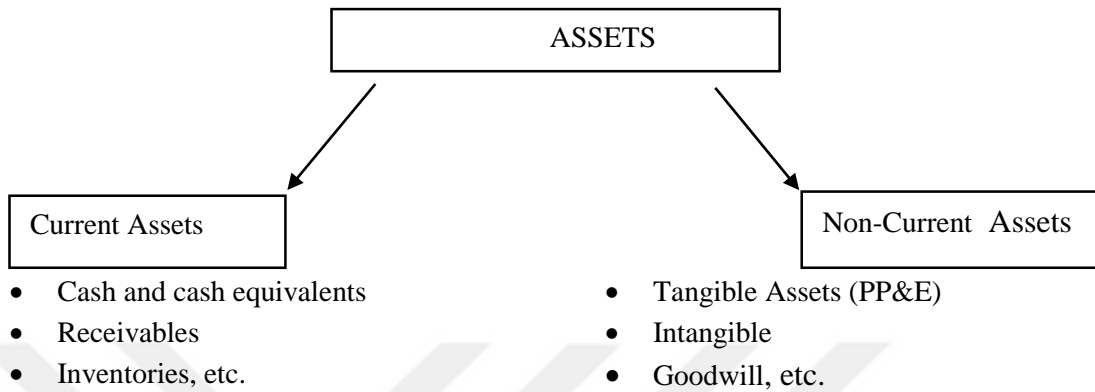 ASSETS
Current Assets
• Cash and cash equivalents
• Receivables
• Inventories, etc.
Non-Current Assets
• Tangible Assets (PP&E)
• Intangible
• Goodwill, etc.